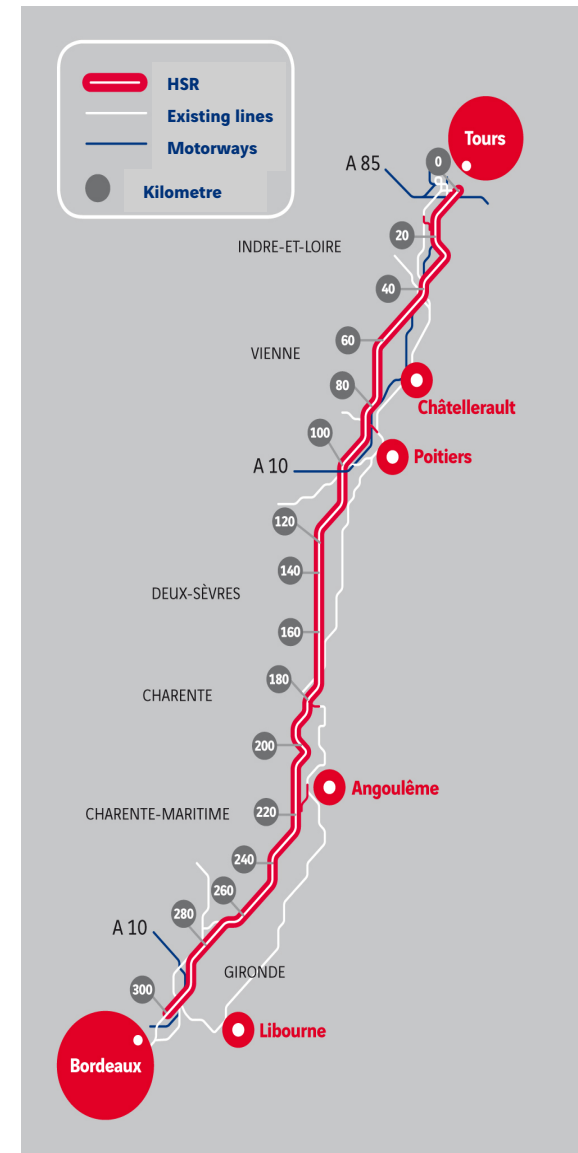 HSR
Existing lines
Motorways
Kilometre
Tours
0
A 85
20
INDRE-ET-LOIRE
40
60
VIENNE
80
Châtellerault
100
Poitiers
A 10
120
140
DEUX-SÈVRES
160
180
CHARENTE
200
Angoulême
220
CHARENTE-MARITIME
240
260
280
A 10
GIRONDE
300
Libourne
Bordeaux